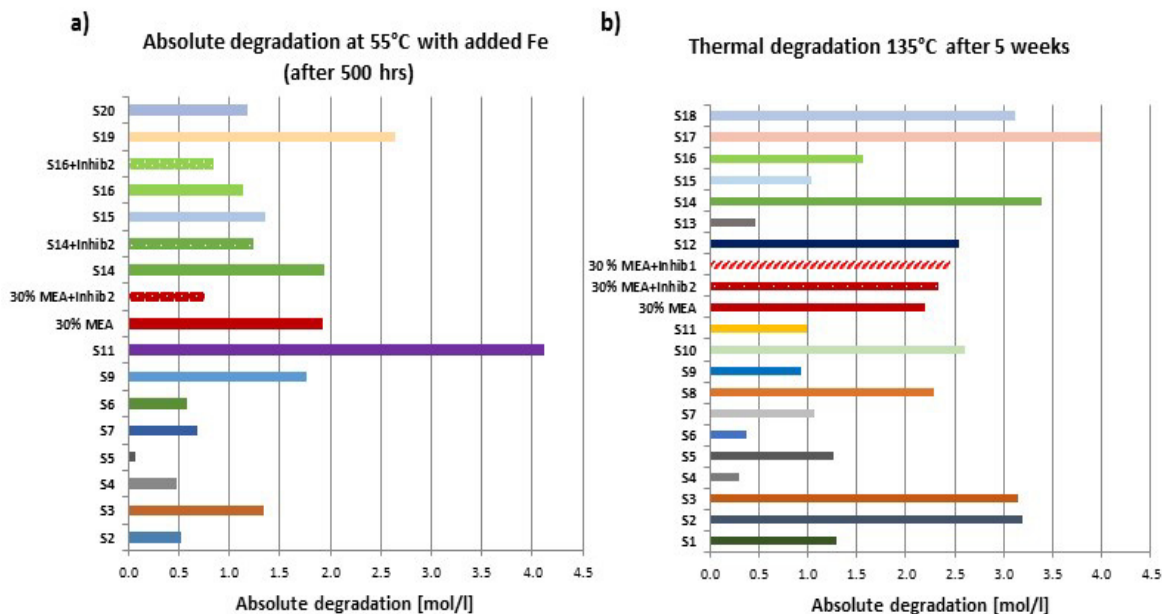 a)
Absolute degradation at 55°C with added Fe
(after 500 hrs)
S20
S19
S16+Inhib2
S16
S15
S14+Inhib2
S14
30% MEA+Inhib2
30% MEA
S11
S9
S6
S7
S5
S4
S3
S2
0.0 0.5 1.0 1.5 2.0 2.5 3.0 3.5 4.0 4.5
Absolute degradation [mol/l]
b)
Thermal degradation 135°C after 5 weeks
S18
S17
S16
S15
S14
S13
S12
30 % MEA+Inhib1
30% MEA+Inhib2
30% MEA
S11
S10
S9
S8
S7
S6
S5
S4
S3
S2
S1
0.0 0.5 1.0 1.5 2.0 2.5 3.0 3.5 4.0 4.5
Absolute degradation [mol/l]